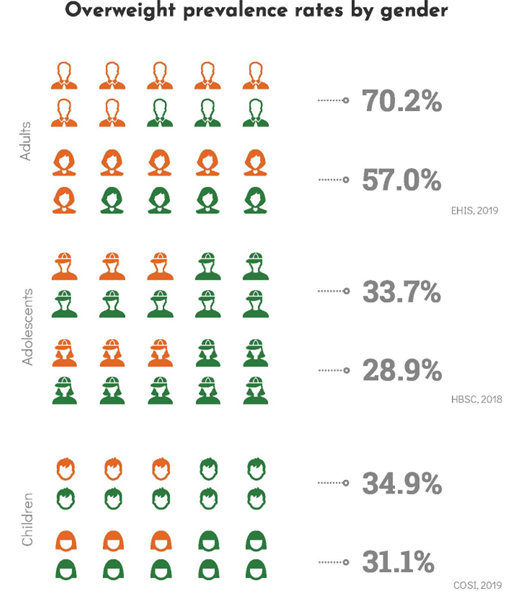 Overweight prevalence rates by gender
Adults
70.2%
57.0%
EHIS, 2019
Adolescents
33.7%
28.9%
HBSC, 2018
Children
34.9%
31.1%
COSI, 2019